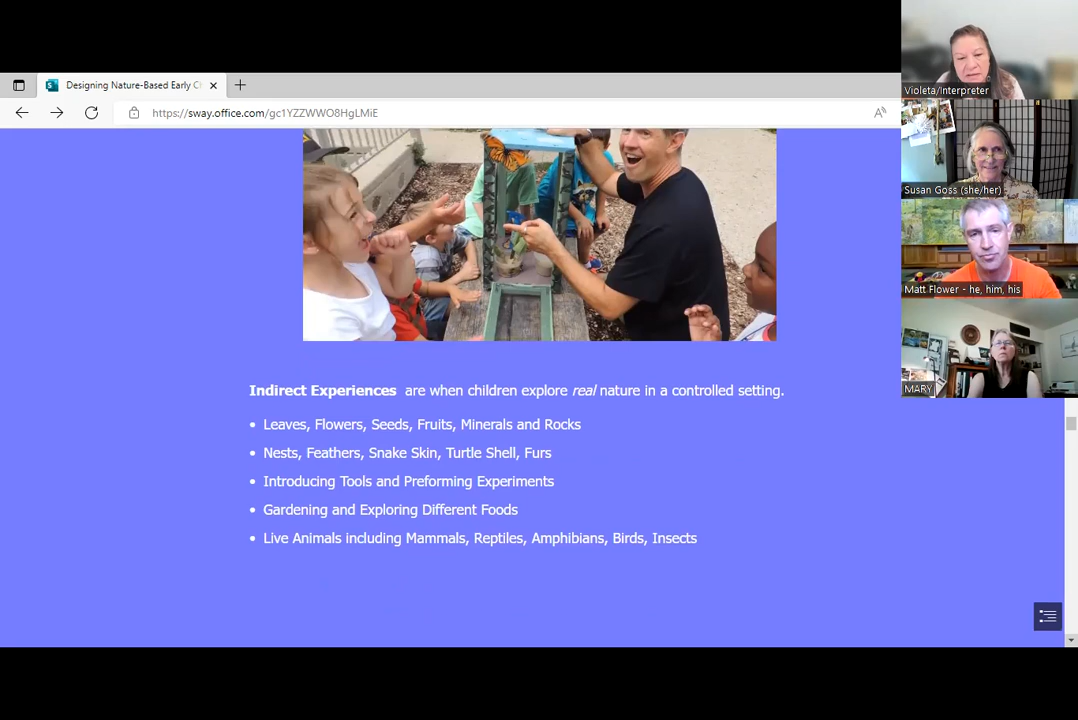 Designing Nature-Based Early C
https://sway.office.com/gc1YZZWWO8HgLMiE
Violeta/Interpreter
Susan Goss (she/her)
Matt Flower - he, him, his
MARY
Indirect Experiences are when children explore real nature in a controlled setting.
• Leaves, Flowers, Seeds, Fruits, Minerals and Rocks
• Nests, Feathers, Snake Skin, Turtle Shell, Furs
• Introducing Tools and Preforming Experiments
• Gardening and Exploring Different Foods
• Live Animals including Mammals, Reptiles, Amphibians, Birds, Insects